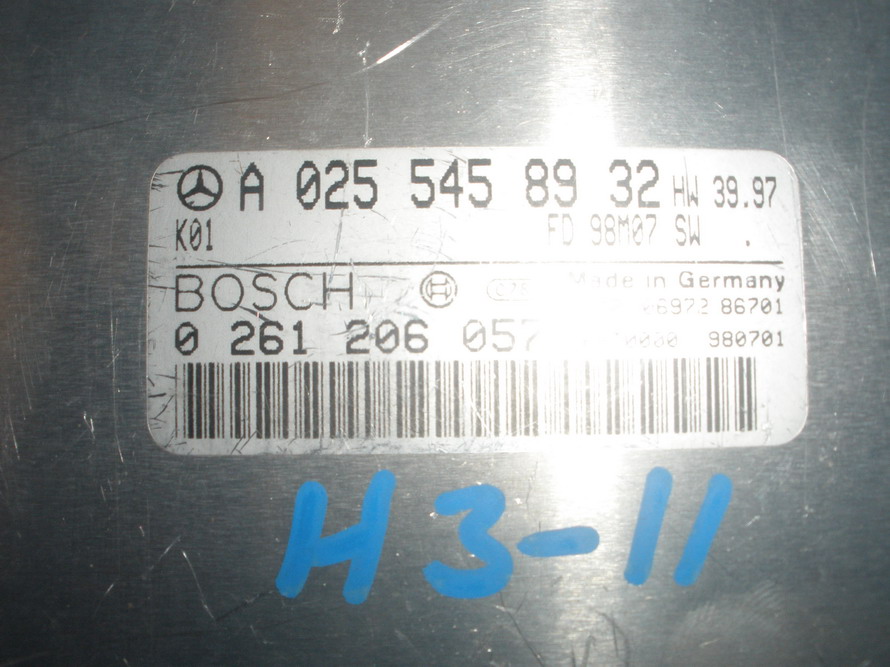 A 025 545 89 32 HW 39.97
K01 FD 98M07 SW .
BOSCH Made in Germany
86701
0 261 206 057 980701
H3-11